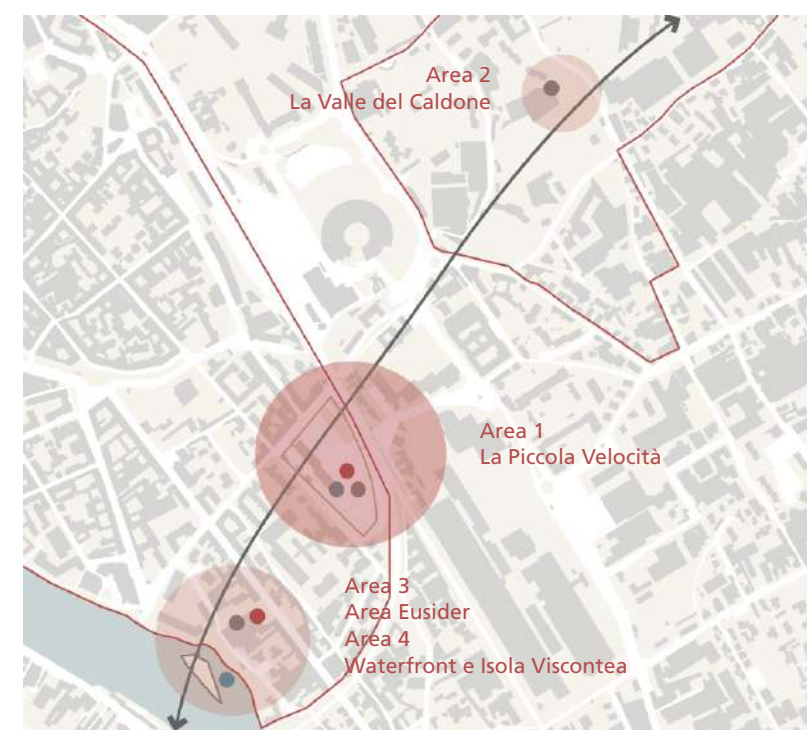 Area 2
La Valle del Caldone
Area 1
La Piccola Velocità
Area 3
Area Eusider
Area 4
Waterfront e Isola Viscontea